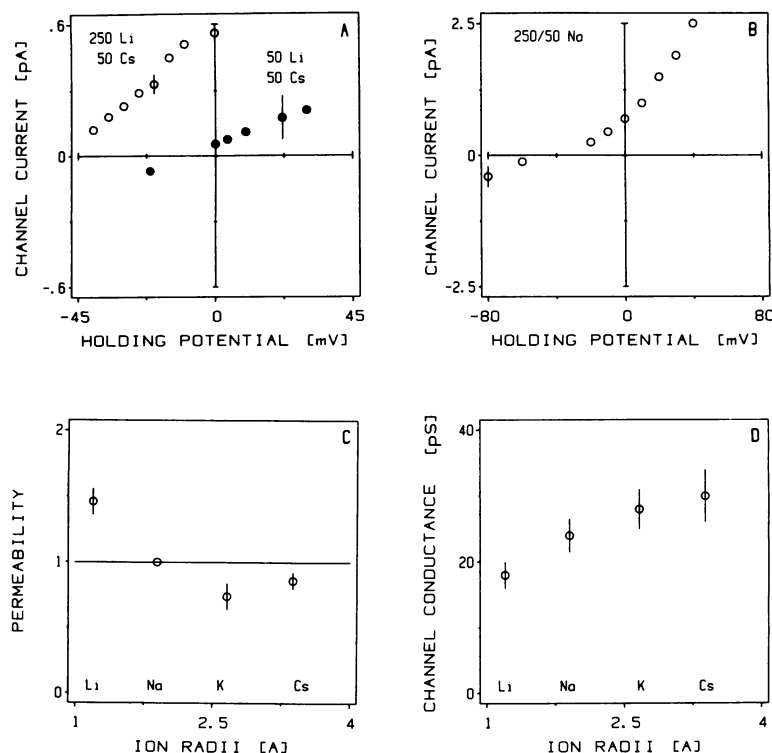 A
.6
250 Li
50 Cs
50 Li
50 Cs
0
-.6
-45
0
45
CHANNEL CURRENT [pA]
HOLDING POTENTIAL [mV]
B
2.5
250/50 Na
0
-2.5
-80
0
80
CHANNEL CURRENT [pA]
HOLDING POTENTIAL [mV]
C
2
1
0
Li Na K Cs
1
2.5
4
PERMEABILITY
ION RADII [A]
D
40
20
0
Li Na K Cs
1
2.5
4
CHANNEL CONDUCTANCE [pS]
ION RADII [A]